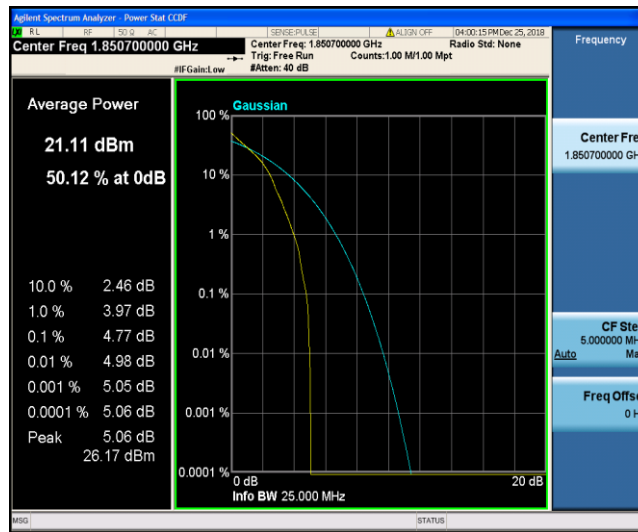 Agilent Spectrum Analyzer - Power Stat CCDF
RL RF 50 Ω AC SENSE:PULSE ALIGN OFF 04:00:15 PM Dec 25, 2018
Center Freq 1.850700000 GHz
Center Freq: 1.850700000 GHz Radio Std: None
Trig: Free Run Counts:1.00 M/1.00 Mpt
#IFGain:Low #Atten: 40 dB
Frequency
Average Power
21.11 dBm
50.12 % at 0dB
10.0 % 2.46 dB
1.0 % 3.97 dB
0.1 % 4.77 dB
0.01 % 4.98 dB
0.001 % 5.05 dB
0.0001 % 5.06 dB
Peak 5.06 dB
26.17 dBm
100 % Gaussian
10 %
1 %
0.1 %
0.01 %
0.001 %
0.0001 %
0 dB 20 dB
Info BW 25.000 MHz
Center Fre
1.850700000 GH
CF Ste
5.000000 MH
Auto Ma
Freq Offse
0 H
MSG STATUS